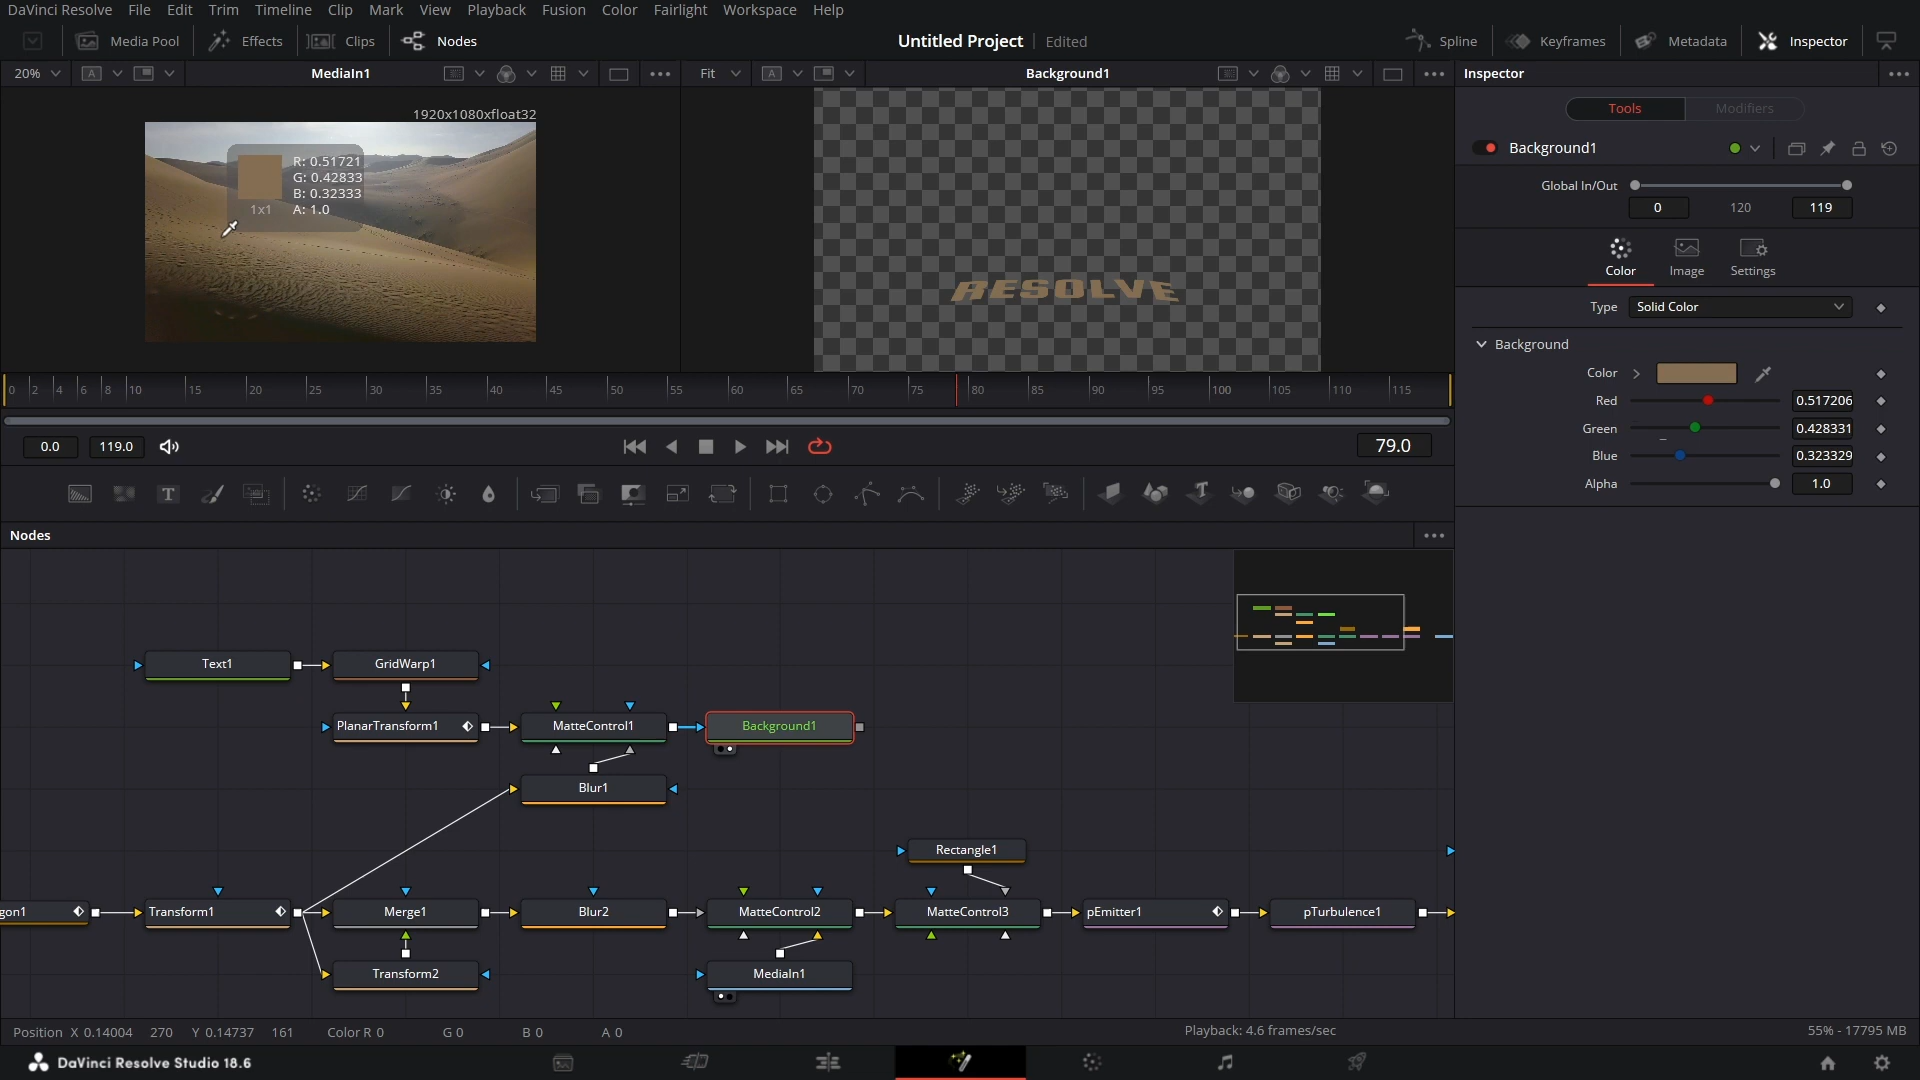 DaVinci Resolve File Edit Trim Timeline Clip Mark View Playback Fusion Color Fairlight Workspace Help
Media Pool Effects Clips Nodes Untitled Project Edited Spline Keyframes Metadata Inspector
20% A MediaIn1 Fit A Background1 Inspector
1920x1080xfloat32
R: 0.51721
G: 0.42833
B: 0.32333
1x1 A: 1.0
RESOLVE
Tools Modifiers
Background1
Global In/Out
0 120 119
Color Image Settings
Type Solid Color
Background
Color
Red 0.517206
Green 0.428331
Blue 0.323329
Alpha 1.0
0 2 4 6 8 10 15 20 25 30 35 40 45 50 55 60 65 70 75 80 85 90 95 100 105 110 115
0.0 119.0 79.0
T T
Nodes
Text1 GridWarp1
PlanarTransform1 MatteControl1 Background1
Blur1
Rectangle1
gon1 Transform1 Merge1 Blur2 MatteControl2 MatteControl3 pEmitter1 pTurbulence1
Transform2 MediaIn1
Position X 0.14004 270 Y 0.14737 161 Color R 0 G 0 B 0 A 0 Playback: 4.6 frames/sec 55% - 17795 MB
DaVinci Resolve Studio 18.6